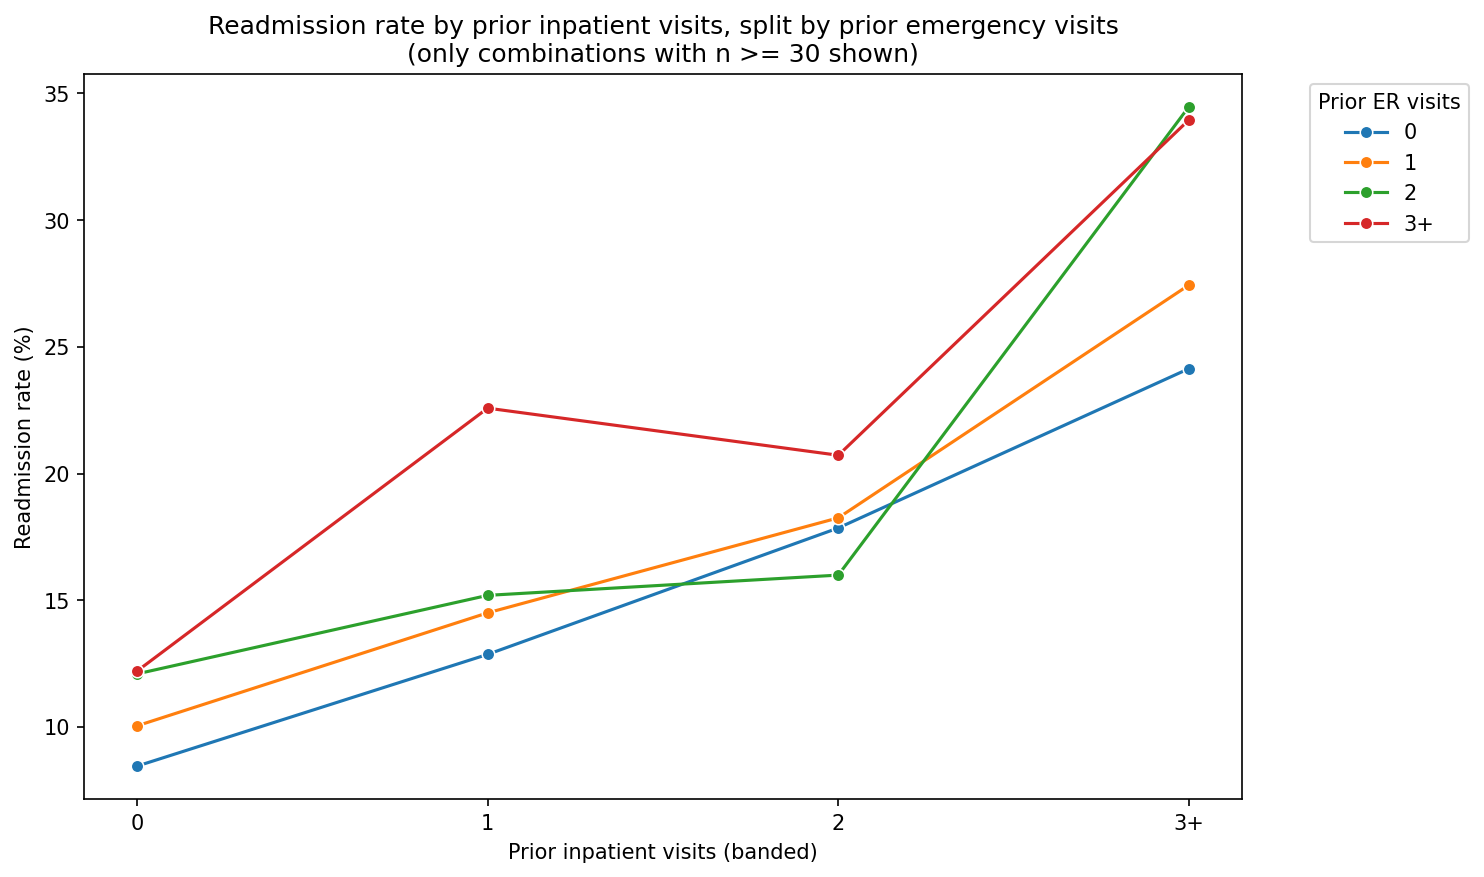 Readmission rate by prior inpatient visits, split by prior emergency visits
(only combinations with n >= 30 shown)
Prior ER visits
0
1
2
3+
35
30
25
20
15
10
Readmission rate (%)
0
1
2
3+
Prior inpatient visits (banded)